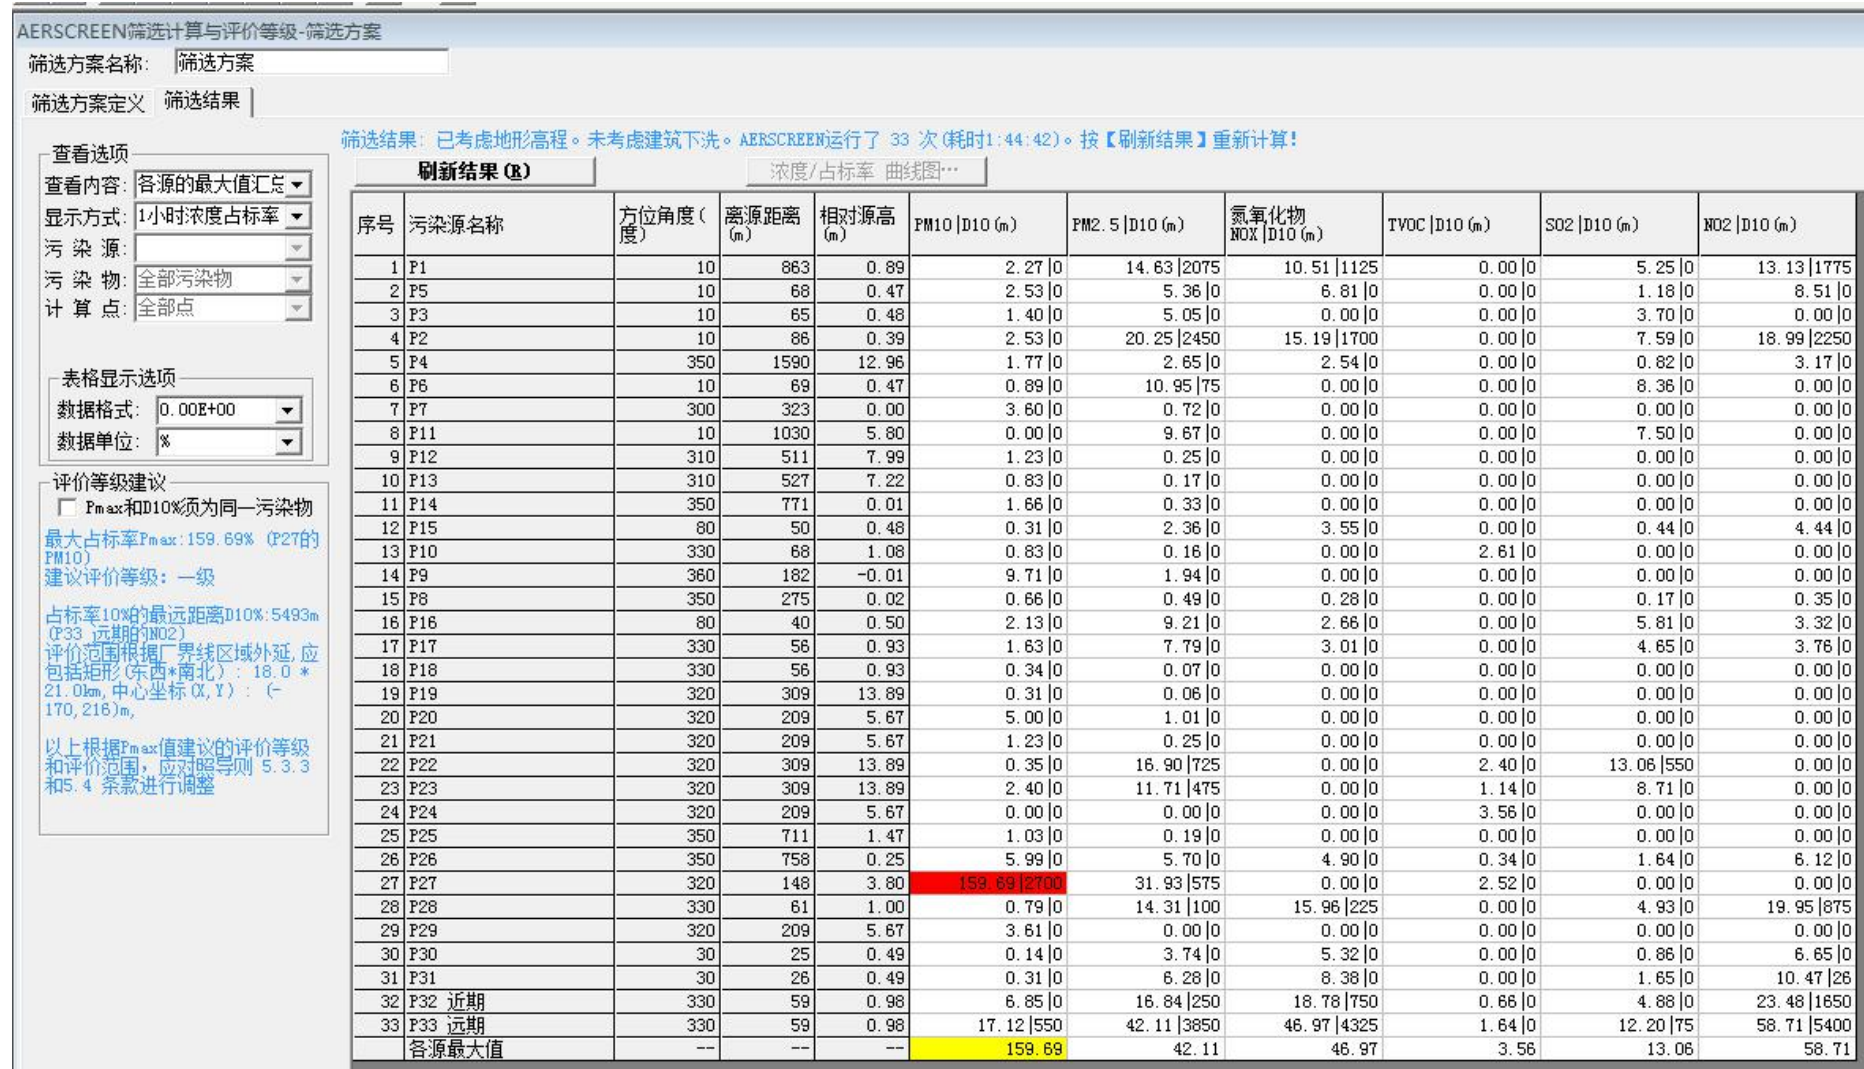 AERSCREEN筛选计算与评价等级-筛选方案
筛选方案名称: 筛选方案
筛选方案定义 筛选结果
筛选结果: 已考虑地形高程。未考虑建筑下洗。AERSCREEN运行了 33 次(耗时1:44:42)。按【刷新结果】重新计算!
查看选项
查看内容: 各源的最大值汇总
显示方式: 1小时浓度占标率
污 染 源:
污 染 物: 全部污染物
计 算 点: 全部点
表格显示选项
数据格式: 0.00E+00
数据单位: %
评价等级建议
Pmax和D10%须为同一污染物
最大占标率Pmax:159.69% (P27的
PM10)
建议评价等级: 一级
占标率10%的最远距离D10%:5493m
(P33 远期的NO2)
评价范围根据厂界线区域外延,应
包括矩形(东西*南北): 18.0 *
21.0km,中心坐标(X,Y): (-
170,216)m,
以上根据Pmax值建议的评价等级
和评价范围, 应对照导则 5.3.3
和5.4 条款进行调整
刷新结果(R) 浓度/占标率 曲线图…
序号 污染源名称 方位角度(度) 离源距离(m) 相对源高(m) PM10|D10(m) PM2.5|D10(m) 氮氧化物NOX|D10(m) TVOC|D10(m) SO2|D10(m) NO2|D10(m)
1 P1 10 863 0.89 2.27|0 14.63|2075 10.51|1125 0.00|0 5.25|0 13.13|1775
2 P5 10 68 0.47 2.53|0 5.36|0 6.81|0 0.00|0 1.18|0 8.51|0
3 P3 10 65 0.48 1.40|0 5.05|0 0.00|0 0.00|0 3.70|0 0.00|0
4 P2 10 86 0.39 2.53|0 20.25|2450 15.19|1700 0.00|0 7.59|0 18.99|2250
5 P4 350 1590 12.96 1.77|0 2.65|0 2.54|0 0.00|0 0.82|0 3.17|0
6 P6 10 69 0.47 0.89|0 10.95|75 0.00|0 0.00|0 8.36|0 0.00|0
7 P7 300 323 0.00 3.60|0 0.72|0 0.00|0 0.00|0 0.00|0 0.00|0
8 P11 10 1030 5.80 0.00|0 9.67|0 0.00|0 0.00|0 7.50|0 0.00|0
9 P12 310 511 7.99 1.23|0 0.25|0 0.00|0 0.00|0 0.00|0 0.00|0
10 P13 310 527 7.22 0.83|0 0.17|0 0.00|0 0.00|0 0.00|0 0.00|0
11 P14 350 771 0.01 1.66|0 0.33|0 0.00|0 0.00|0 0.00|0 0.00|0
12 P15 80 50 0.48 0.31|0 2.36|0 3.55|0 0.00|0 0.44|0 4.44|0
13 P10 330 68 1.08 0.83|0 0.16|0 0.00|0 2.61|0 0.00|0 0.00|0
14 P9 360 182 -0.01 9.71|0 1.94|0 0.00|0 0.00|0 0.00|0 0.00|0
15 P8 350 275 0.02 0.66|0 0.49|0 0.28|0 0.00|0 0.17|0 0.35|0
16 P16 80 40 0.50 2.13|0 9.21|0 2.66|0 0.00|0 5.81|0 3.32|0
17 P17 330 56 0.93 1.63|0 7.79|0 3.01|0 0.00|0 4.65|0 3.76|0
18 P18 330 56 0.93 0.34|0 0.07|0 0.00|0 0.00|0 0.00|0 0.00|0
19 P19 320 309 13.89 0.31|0 0.06|0 0.00|0 0.00|0 0.00|0 0.00|0
20 P20 320 209 5.67 5.00|0 1.01|0 0.00|0 0.00|0 0.00|0 0.00|0
21 P21 320 209 5.67 1.23|0 0.25|0 0.00|0 0.00|0 0.00|0 0.00|0
22 P22 320 309 13.89 0.35|0 16.90|725 0.00|0 2.40|0 13.06|550 0.00|0
23 P23 320 309 13.89 2.40|0 11.71|475 0.00|0 1.14|0 8.71|0 0.00|0
24 P24 320 209 5.67 0.00|0 0.00|0 0.00|0 3.56|0 0.00|0 0.00|0
25 P25 350 711 1.47 1.03|0 0.19|0 0.00|0 0.00|0 0.00|0 0.00|0
26 P26 350 758 0.25 5.99|0 5.70|0 4.90|0 0.34|0 1.64|0 6.12|0
27 P27 320 148 3.80 159.69|2700 31.93|575 0.00|0 2.52|0 0.00|0 0.00|0
28 P28 330 61 1.00 0.79|0 14.31|100 15.96|225 0.00|0 4.93|0 19.95|875
29 P29 320 209 5.67 3.61|0 0.00|0 0.00|0 0.00|0 0.00|0 0.00|0
30 P30 30 25 0.49 0.14|0 3.74|0 5.32|0 0.00|0 0.86|0 6.65|0
31 P31 30 26 0.49 0.31|0 6.28|0 8.38|0 0.00|0 1.65|0 10.47|26
32 P32 近期 330 59 0.98 6.85|0 16.84|250 18.78|750 0.66|0 4.88|0 23.48|1650
33 P33 远期 330 59 0.98 17.12|550 42.11|3850 46.97|4325 1.64|0 12.20|75 58.71|5400
各源最大值 -- -- -- 159.69 42.11 46.97 3.56 13.06 58.71